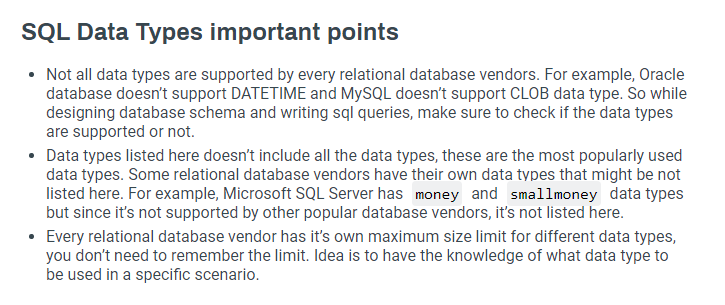 SQL Data Types important points
• Not all data types are supported by every relational database vendors. For example, Oracle
database doesn’t support DATETIME and MySQL doesn’t support CLOB data type. So while
designing database schema and writing sql queries, make sure to check if the data types
are supported or not.
• Data types listed here doesn’t include all the data types, these are the most popularly used
data types. Some relational database vendors have their own data types that might be not
listed here. For example, Microsoft SQL Server has money and smallmoney data types
but since it’s not supported by other popular database vendors, it’s not listed here.
• Every relational database vendor has it’s own maximum size limit for different data types,
you don’t need to remember the limit. Idea is to have the knowledge of what data type to
be used in a specific scenario.